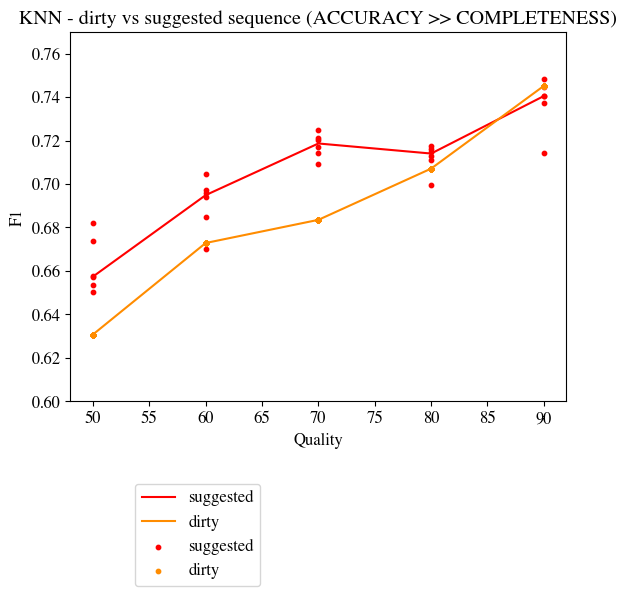 KNN - dirty vs suggested sequence (ACCURACY >> COMPLETENESS)
0.76
0.74
0.72
0.70
0.68
0.66
0.64
0.62
0.60
F1
50 55 60 65 70 75 80 85 90
Quality
suggested
dirty
suggested
dirty